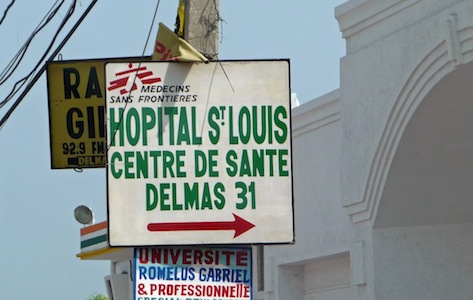 RA
GI
92.9 FM
DELMA
MEDECINS
SANS FRONTIERES
HOPITAL ST LOUIS
CENTRE DE SANTE
DELMAS 31
UNIVERSITÉ
ROMELUS GABRIEL
& PROFESSIONNELLE